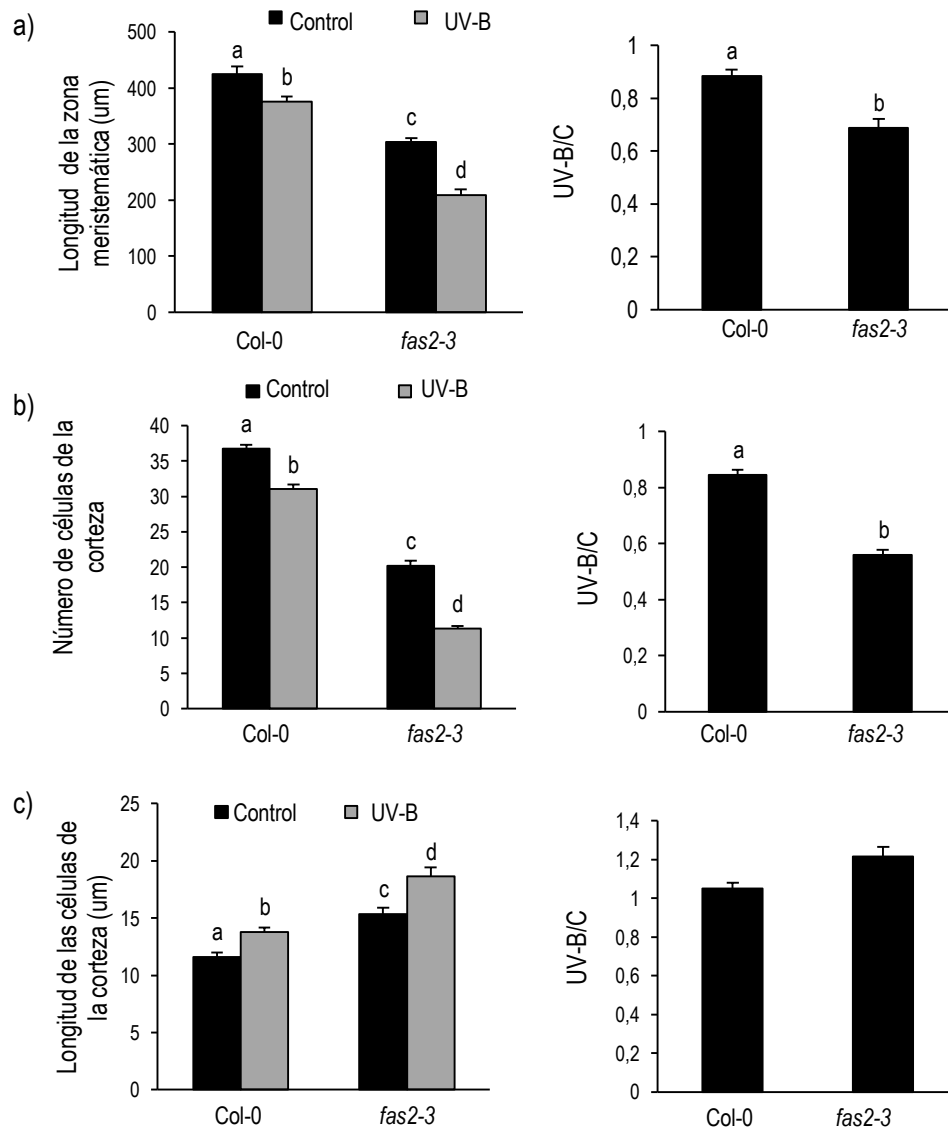 a)
Control
UV-B
Longitud de la zona
meristemática (um)
500
400
300
200
100
0
a
b
c
d
Col-0
fas2-3
UV-B/C
1
0,8
0,6
0,4
0,2
0
a
b
Col-0
fas2-3
b)
Control
UV-B
Número de células de la
corteza
40
35
30
25
20
15
10
5
0
a
b
c
d
Col-0
fas2-3
UV-B/C
1
0,8
0,6
0,4
0,2
0
a
b
Col-0
fas2-3
c)
Control
UV-B
Longitud de las células de
la corteza (um)
25
20
15
10
5
0
a
b
c
d
Col-0
fas2-3
UV-B/C
1,4
1,2
1
0,8
0,6
0,4
0,2
0
Col-0
fas2-3